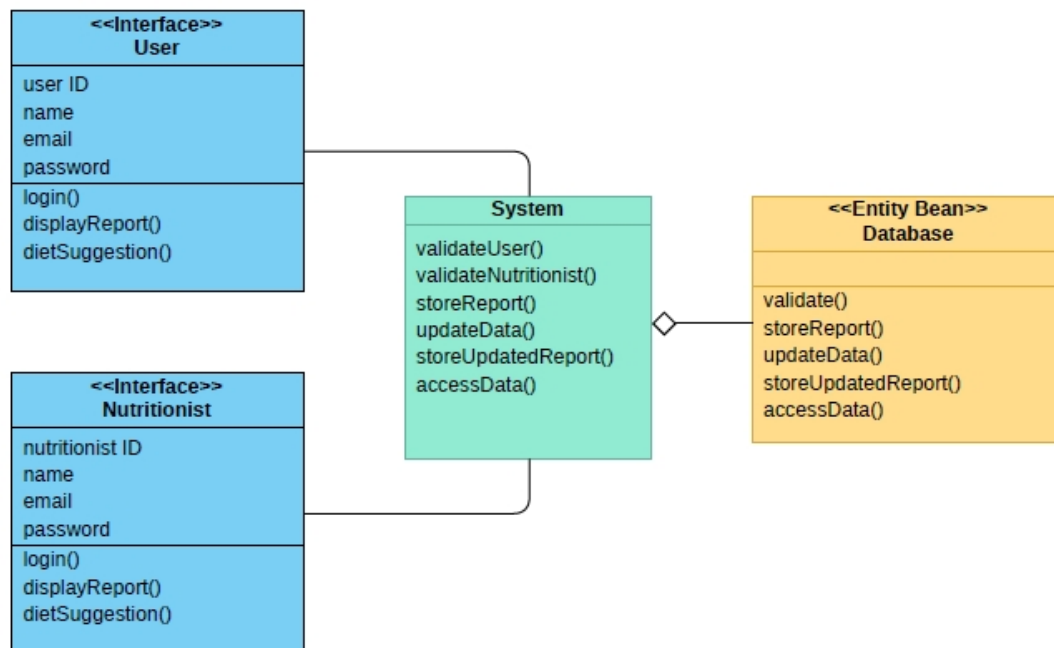 <<Interface>>
User
user ID
name
email
password
login()
displayReport()
dietSuggestion()
System
validateUser()
validateNutritionist()
storeReport()
updateData()
storeUpdatedReport()
accessData()
<<Entity Bean>>
Database
validate()
storeReport()
updateData()
storeUpdatedReport()
accessData()
<<Interface>>
Nutritionist
nutritionist ID
name
email
password
login()
displayReport()
dietSuggestion()